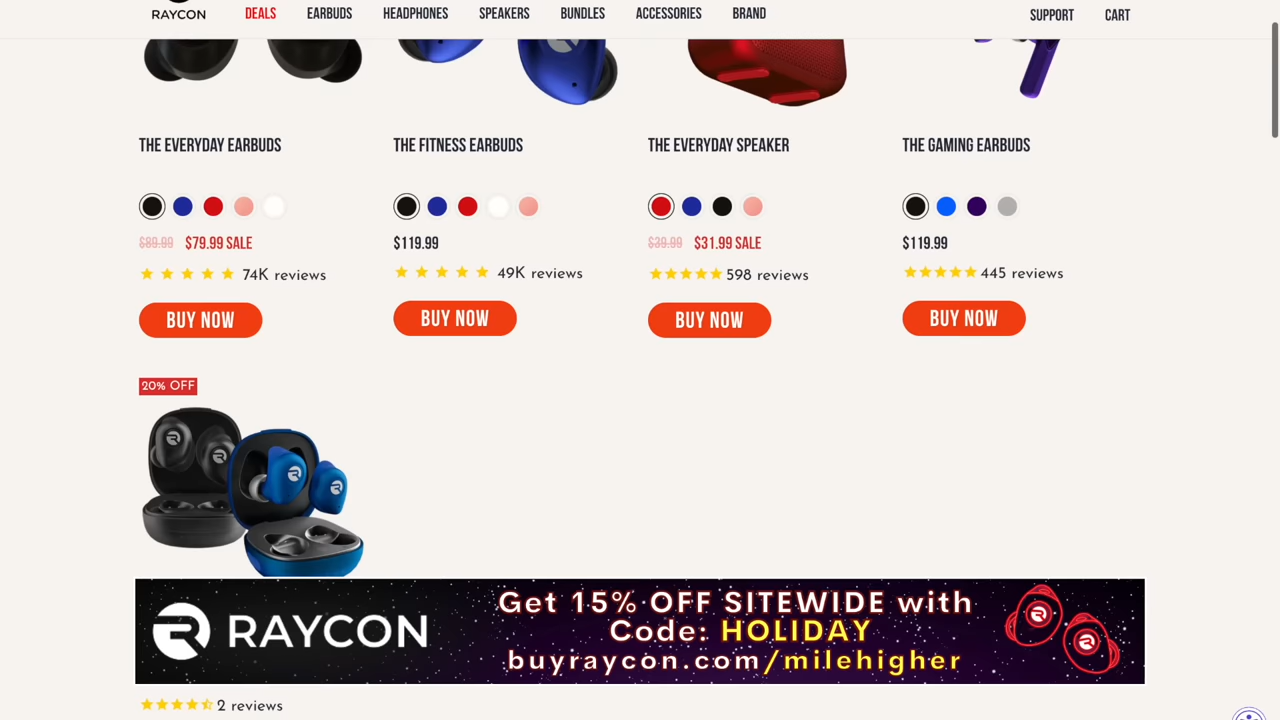 RAYCON
DEALS
EARBUDS
HEADPHONES
SPEAKERS
BUNDLES
ACCESSORIES
BRAND
SUPPORT
CART
THE EVERYDAY EARBUDS
$89.99 $79.99 SALE
74K reviews
BUY NOW
THE FITNESS EARBUDS
$119.99
49K reviews
BUY NOW
THE EVERYDAY SPEAKER
$39.99 $31.99 SALE
598 reviews
BUY NOW
THE GAMING EARBUDS
$119.99
445 reviews
BUY NOW
20% OFF
RAYCON
Get 15% OFF SITEWIDE with
Code: HOLIDAY
buyraycon.com/milehigher
2 reviews